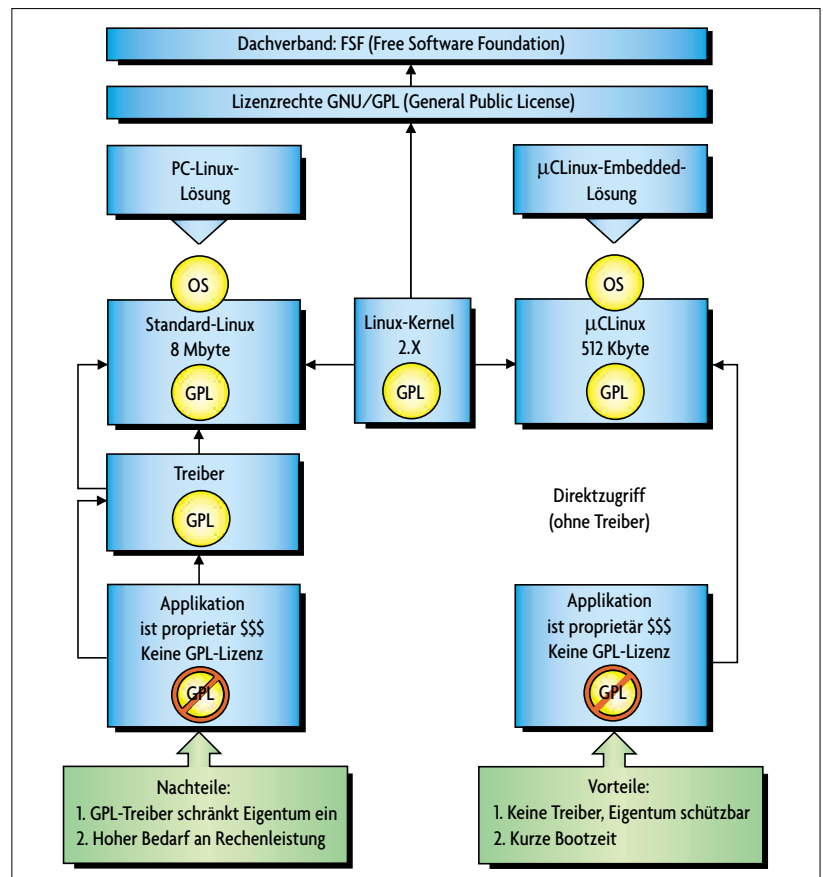 Dachverband: FSF (Free Software Foundation)
Lizenzrechte GNU/GPL (General Public License)
PC-Linux-
Lösung
µCLinux-Embedded-
Lösung
OS
Standard-Linux
8 Mbyte
GPL
Linux-Kernel
2.X
GPL
OS
µCLinux
512 Kbyte
GPL
Treiber
GPL
Direktzugriff
(ohne Treiber)
Applikation
ist proprietär $$$
Keine GPL-Lizenz
GPL
Applikation
ist proprietär $$$
Keine GPL-Lizenz
GPL
Nachteile:
1. GPL-Treiber schränkt Eigentum ein
2. Hoher Bedarf an Rechenleistung
Vorteile:
1. Keine Treiber, Eigentum schützbar
2. Kurze Bootzeit